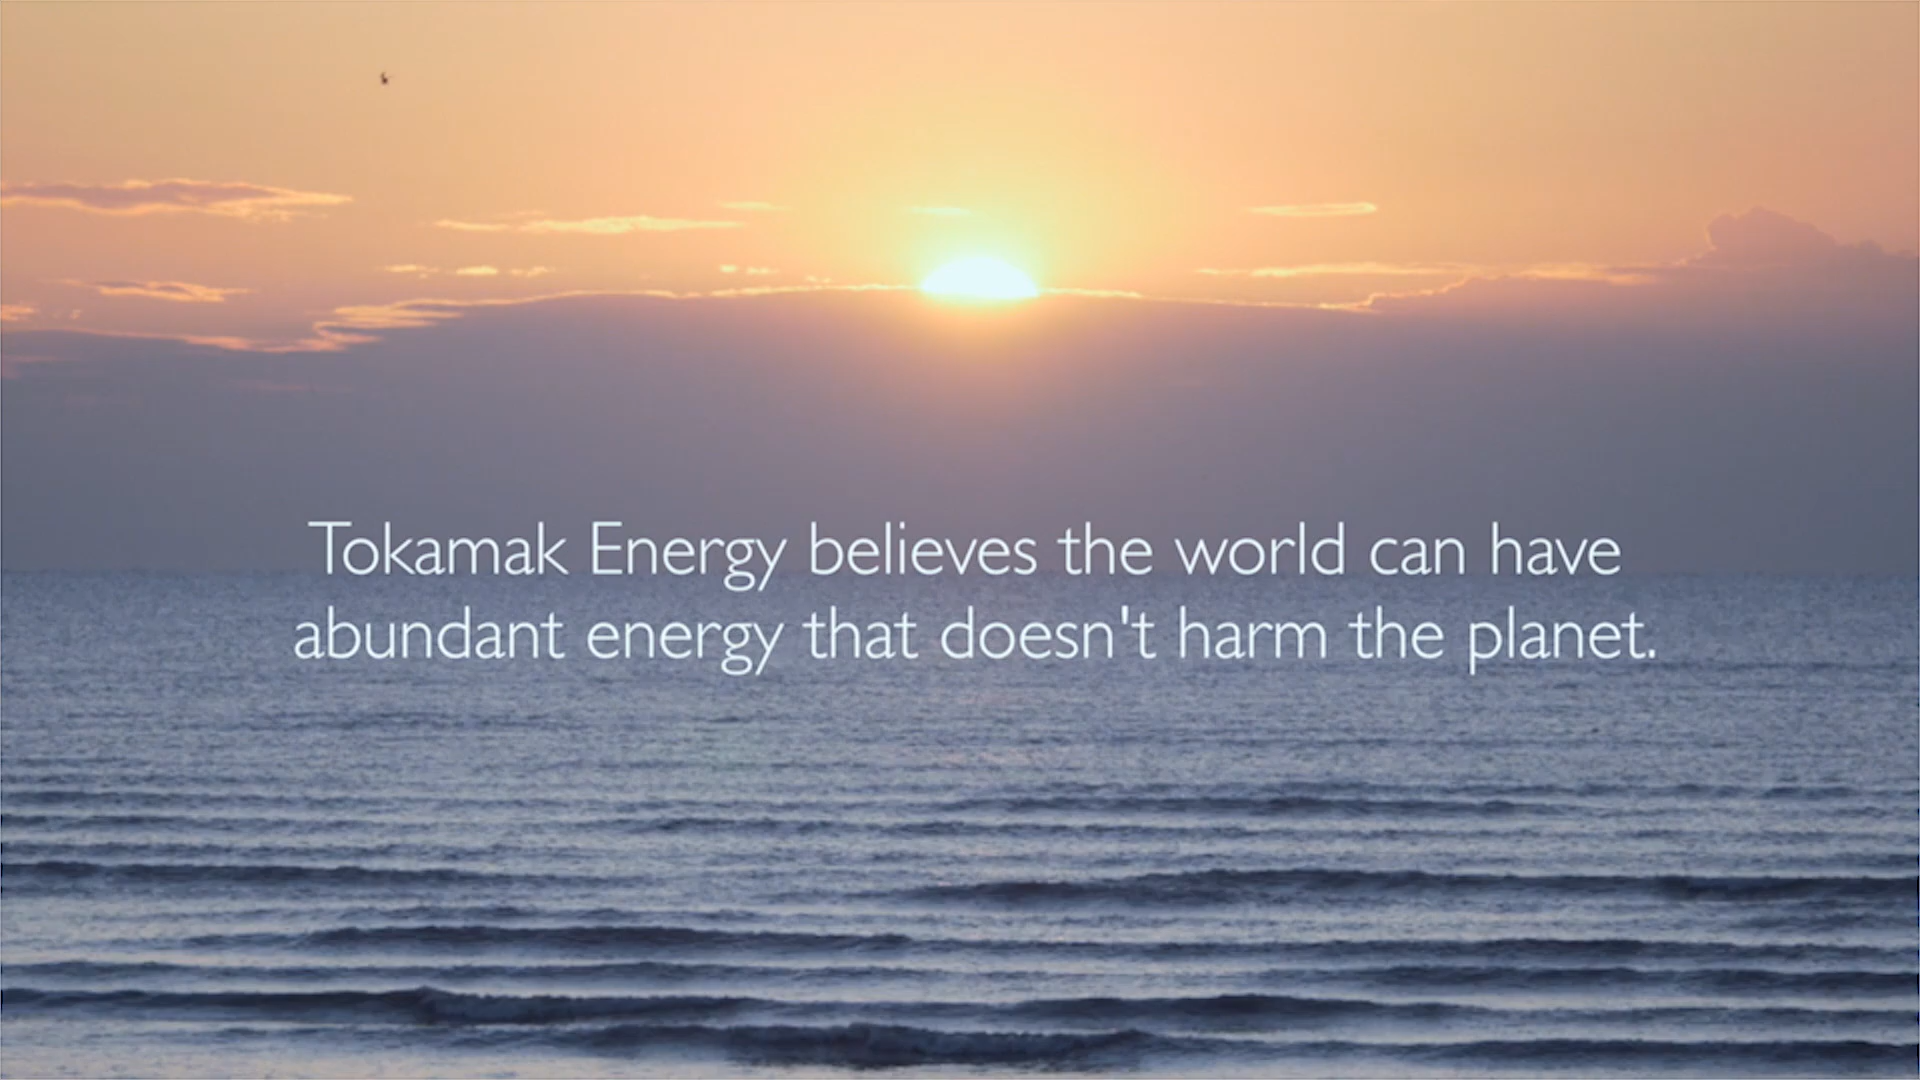 Tokamak Energy believes the world can have
abundant energy that doesn't harm the planet.